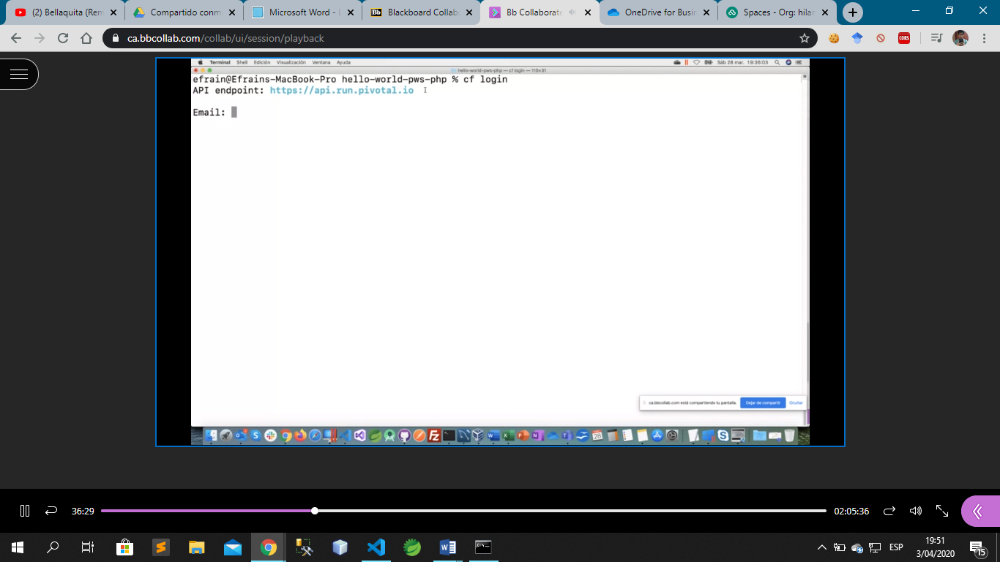 (2) Bellaquita (Rem
Compartido conm
Microsoft Word - L
Bb
Blackboard Collab
Bb Collaborate
OneDrive for Busin
Spaces - Org: hilar
ca.bbcollab.com/collab/ui/session/playback
CORS
Terminal Shell Edición Visualización Ventana Ayuda
Sáb 28 mar. 19:36:03
hello-world-pws-php — cf login — 110×31
efrain@Efrains-MacBook-Pro hello-world-pws-php % cf login
API endpoint: https://api.run.pivotal.io
Email:
ca.bbcollab.com está compartiendo tu pantalla.
Dejar de compartir
Ocultar
28
36:29
02:05:36
ESP
19:51
3/04/2020
15